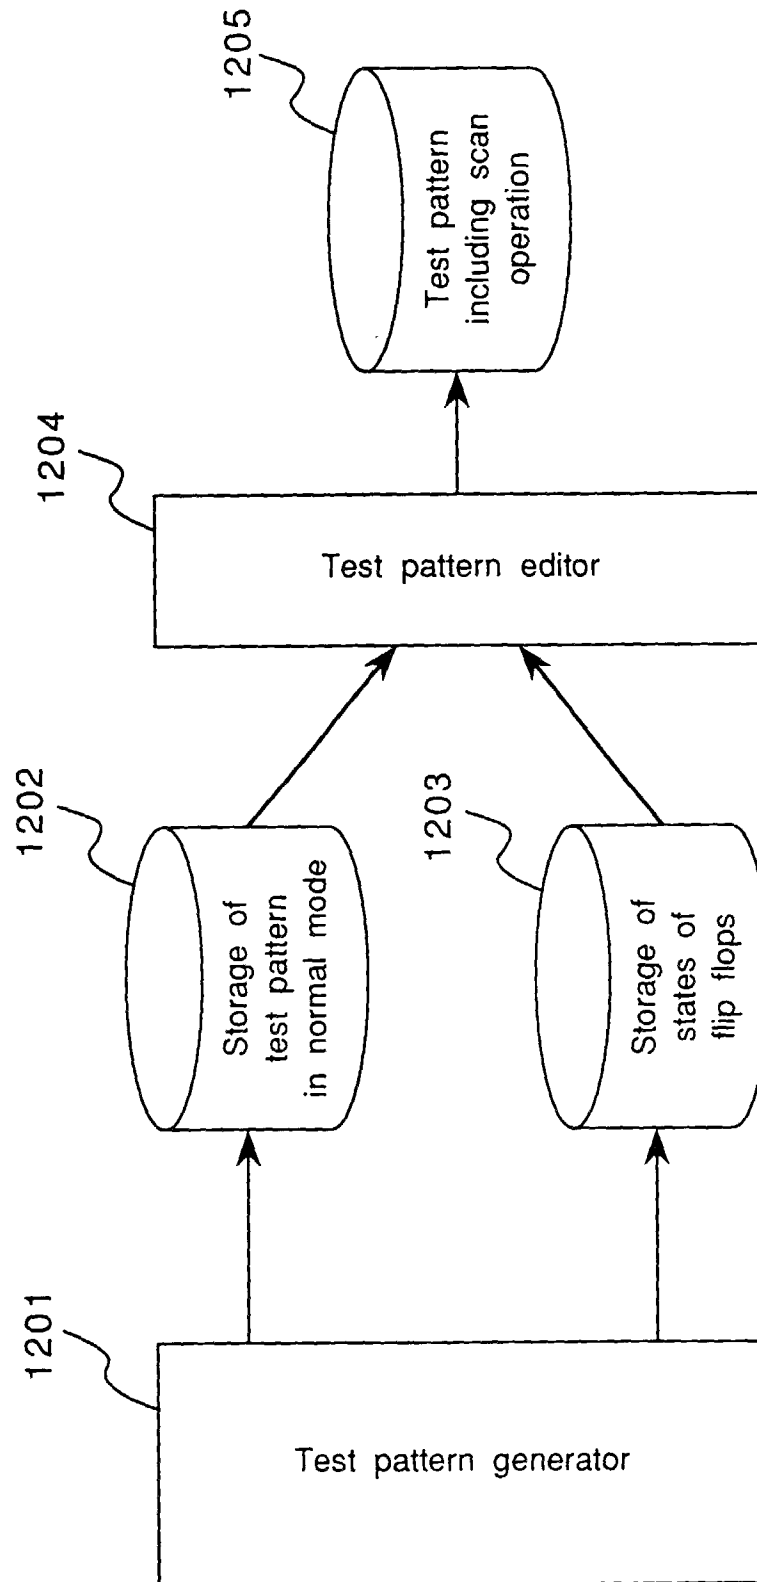 1201
Test pattern generator
1202
Storage of
test pattern
in normal mode
1203
Storage of
states of
flip flops
1204
Test pattern editor
1205
Test pattern
including scan
operation